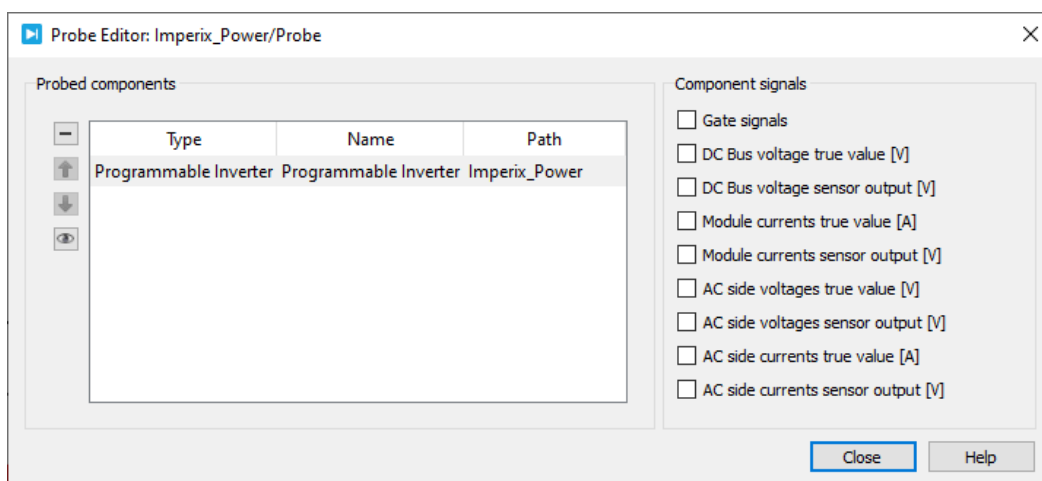 Probe Editor: Imperix_Power/Probe
Probed components
Type Name Path
Programmable Inverter Programmable Inverter Imperix_Power
Component signals
Gate signals
DC Bus voltage true value [V]
DC Bus voltage sensor output [V]
Module currents true value [A]
Module currents sensor output [V]
AC side voltages true value [V]
AC side voltages sensor output [V]
AC side currents true value [A]
AC side currents sensor output [V]
Close Help